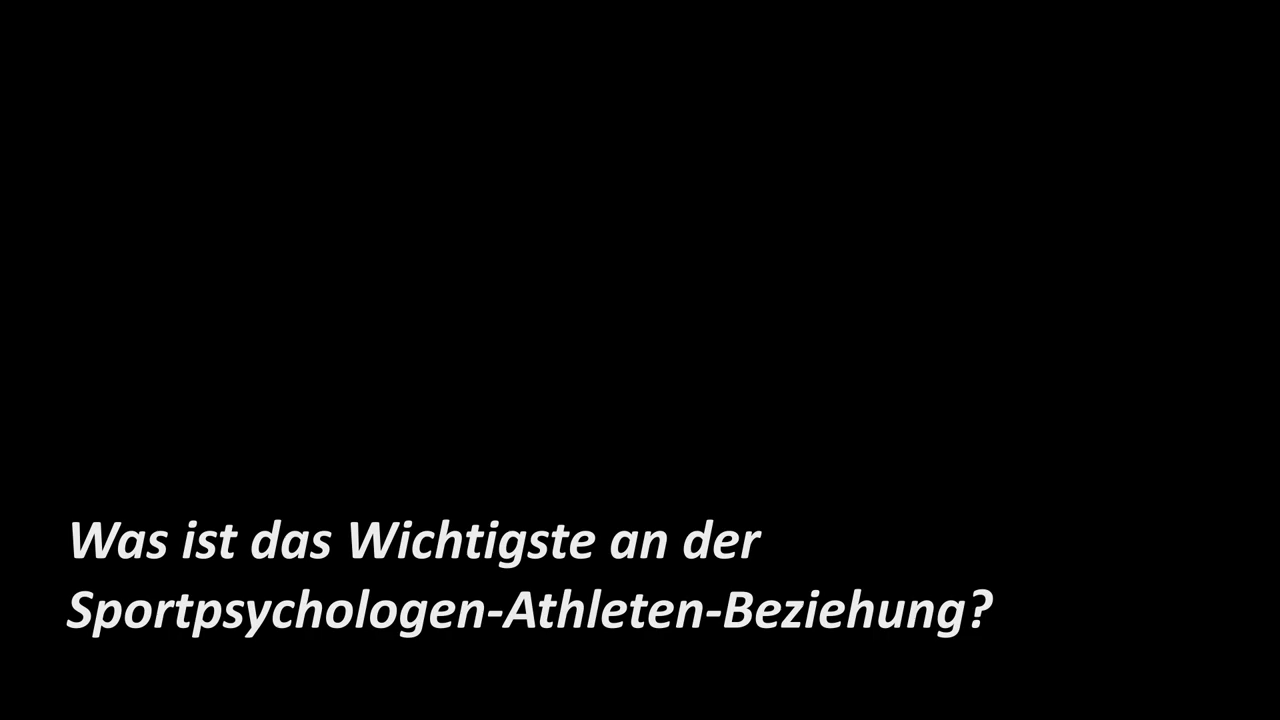 Was ist das Wichtigste an der
Sportpsychologen-Athleten-Beziehung?